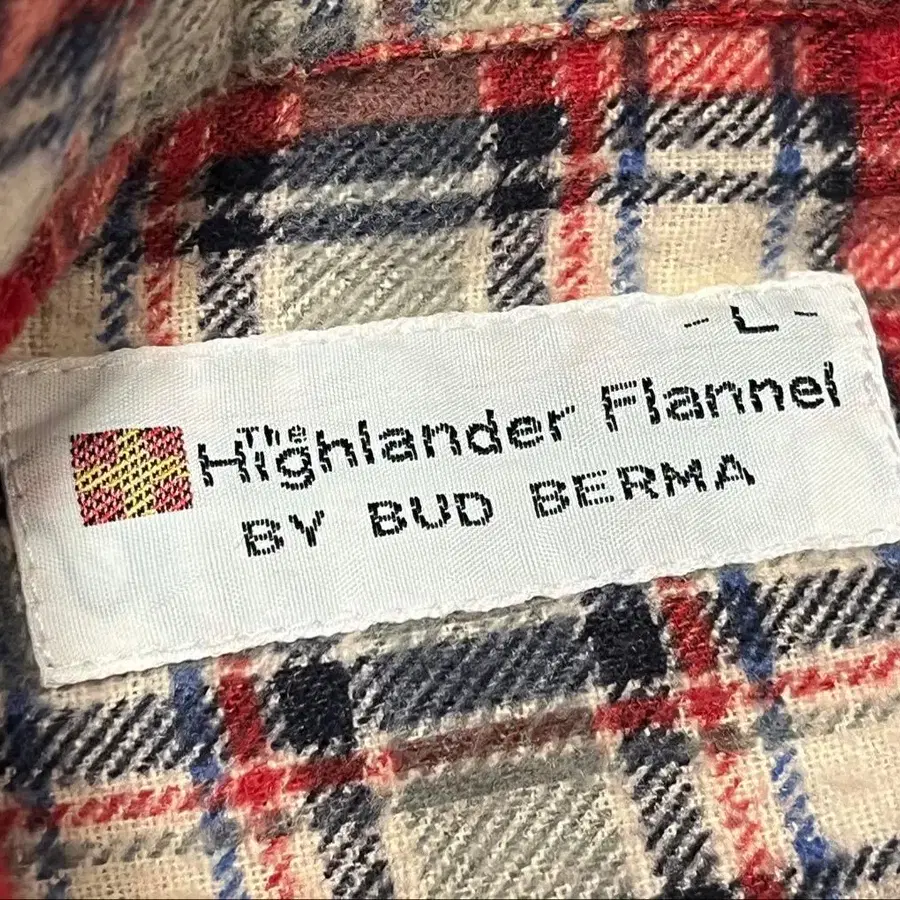 - L -
The
Highlander Flannel
BY BUD BERMA